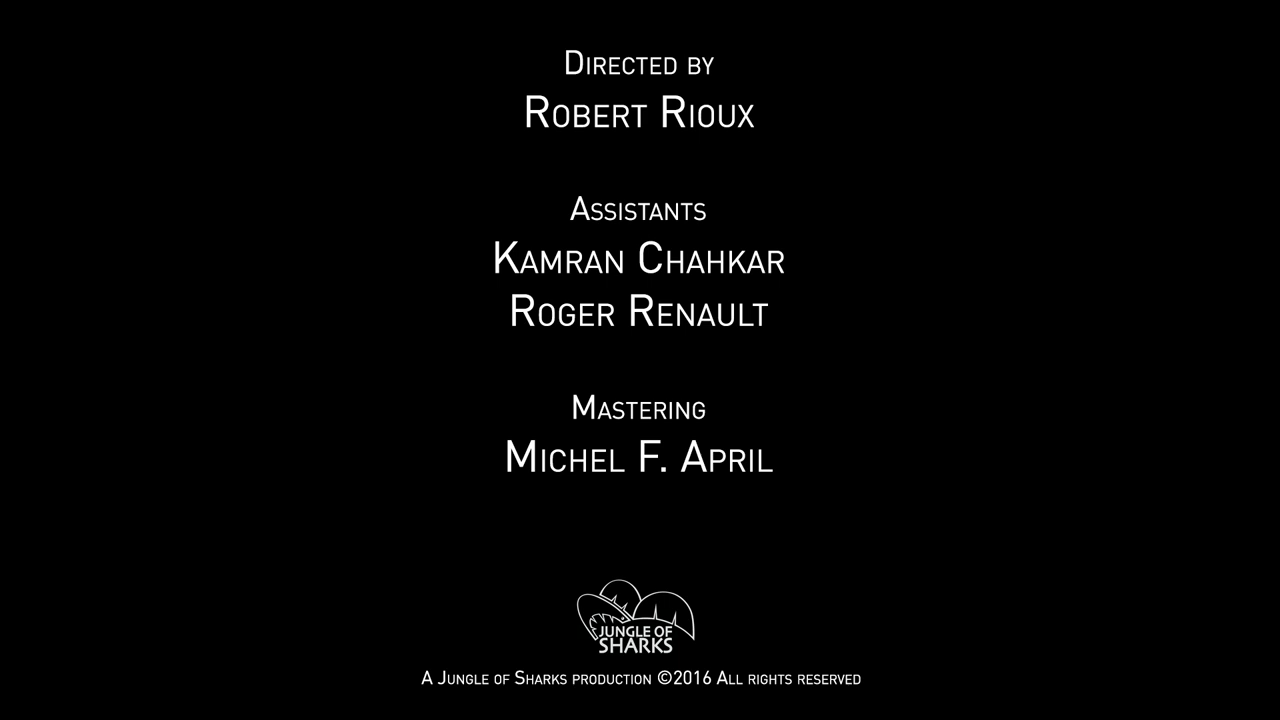 Directed by
Robert Rioux
Assistants
Kamran Chahkar
Roger Renault
Mastering
Michel F. April
JUNGLE OF
SHARKS
A Jungle of Sharks production ©2016 All rights reserved